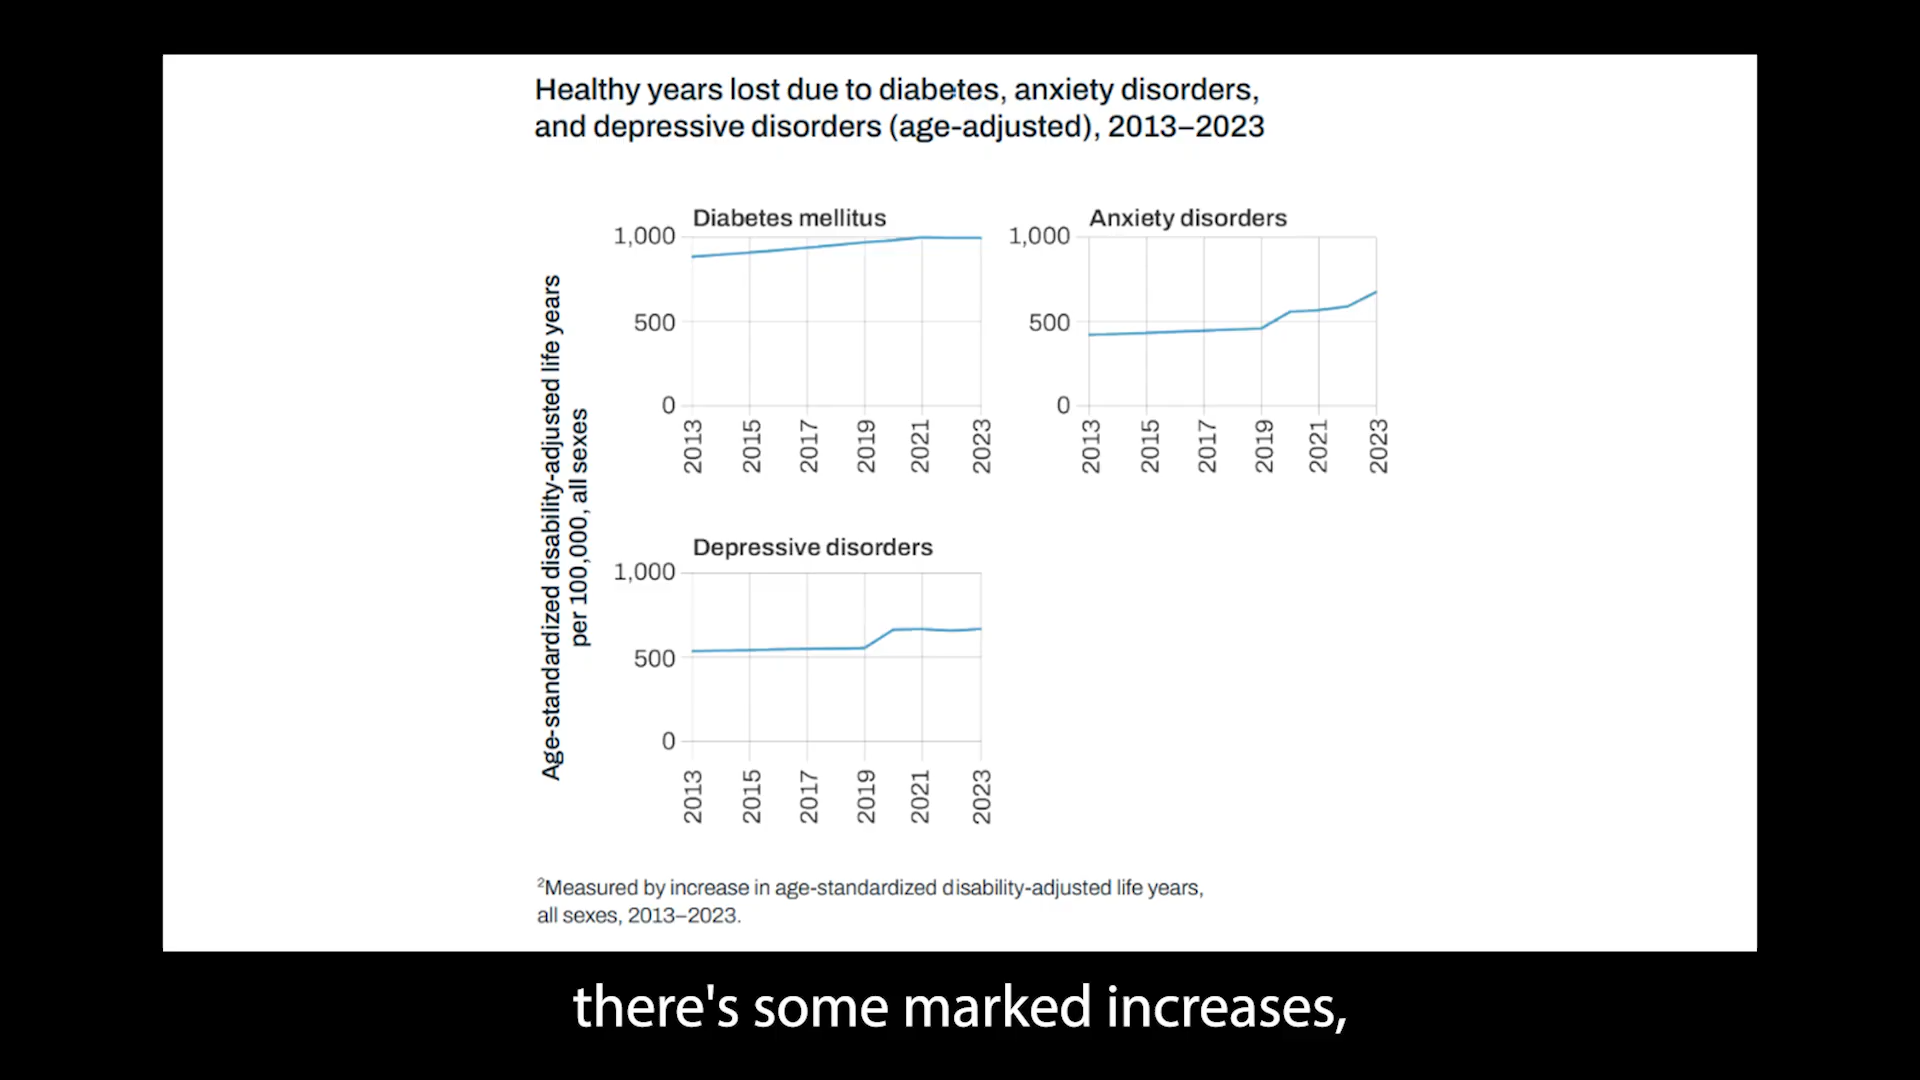 Healthy years lost due to diabetes, anxiety disorders,
and depressive disorders (age-adjusted), 2013–2023
Age-standardized disability-adjusted life years
per 100,000, all sexes
Diabetes mellitus
1,000
500
0
2013
2015
2017
2019
2021
2023
Anxiety disorders
1,000
500
0
2013
2015
2017
2019
2021
2023
Depressive disorders
1,000
500
0
2013
2015
2017
2019
2021
2023
²Measured by increase in age-standardized disability-adjusted life years,
all sexes, 2013–2023.
there's some marked increases,